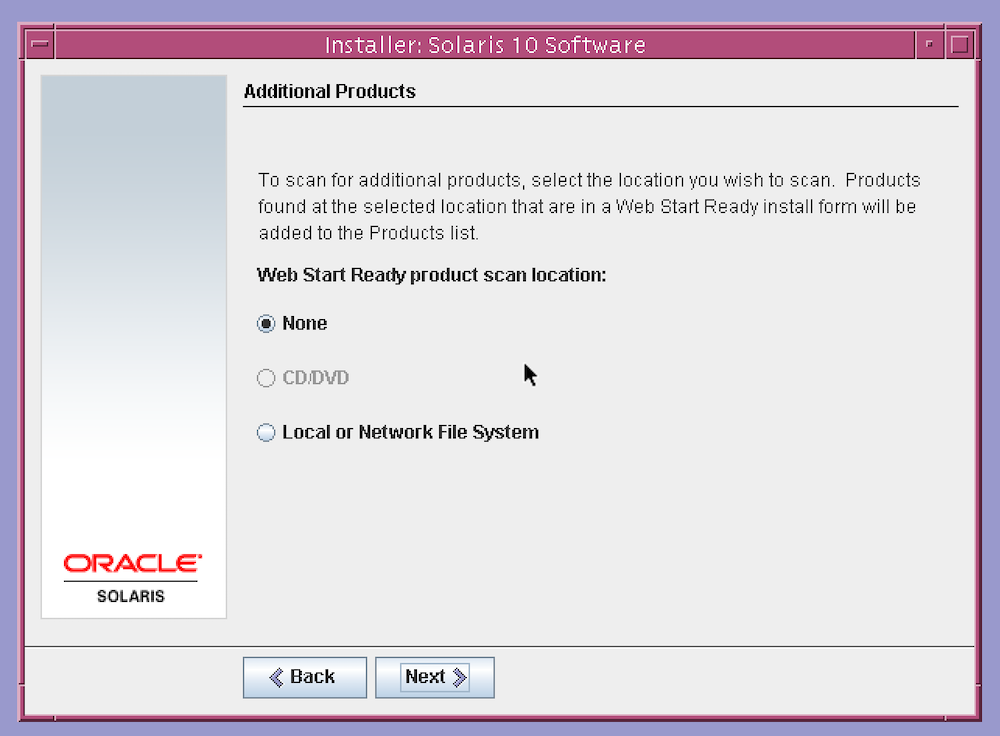 Installer: Solaris 10 Software
Additional Products
To scan for additional products, select the location you wish to scan.  Products
found at the selected location that are in a Web Start Ready install form will be
added to the Products list.
Web Start Ready product scan location:
None
CD/DVD
Local or Network File System
ORACLE
SOLARIS
Back
Next